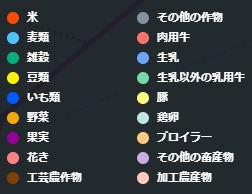 米
麦類
雑穀
豆類
いも類
野菜
果実
花き
工芸農作物
その他の作物
肉用牛
生乳
生乳以外の乳用牛
豚
鶏卵
ブロイラー
その他の畜産物
加工農産物